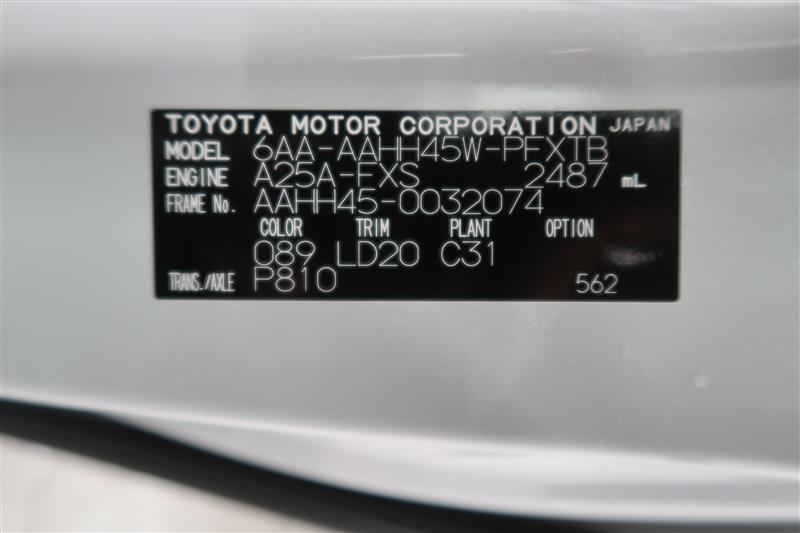 TOYOTA MOTOR CORPORATION JAPAN
MODEL 6AA-AAHH45W-PFXTB
ENGINE A25A-FXS 2487 mL
FRAME No. AAHH45-0032074
COLOR TRIM PLANT OPTION
089 LD20 C31
TRANS./AXLE P810 562